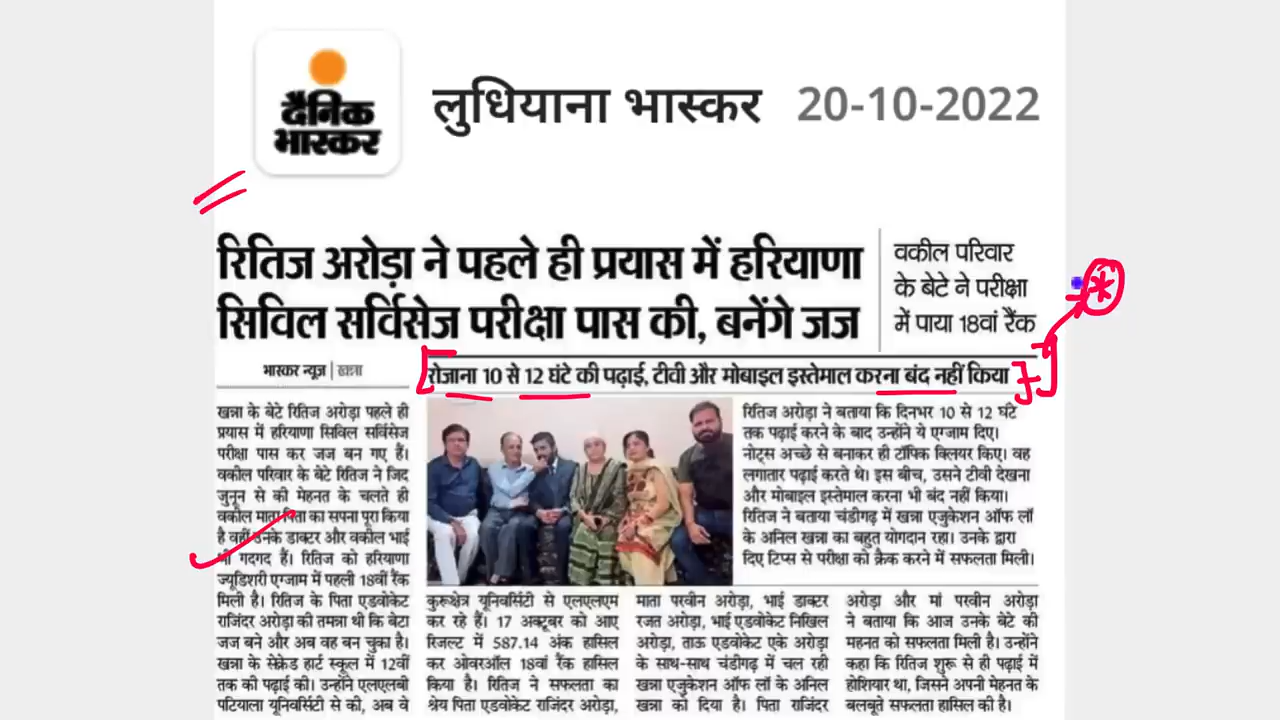 दैनिक
भास्कर
लुधियाना भास्कर 20-10-2022
रितिज अरोड़ा ने पहले ही प्रयास में हरियाणा
सिविल सर्विसेज परीक्षा पास की, बनेंगे जज
वकील परिवार
के बेटे ने परीक्षा
में पाया 18वां रैंक
भास्कर न्यूज | खन्ना
रोजाना 10 से 12 घंटे की पढ़ाई, टीवी और मोबाइल इस्तेमाल करना बंद नहीं किया
खन्ना के बेटे रितिज अरोड़ा पहले ही
प्रयास में हरियाणा सिविल सर्विसेज
परीक्षा पास कर जज बन गए हैं।
वकील परिवार के बेटे रितिज ने जिद
जुनून से की मेहनत के चलते ही
वकील माता पिता का सपना पूरा किया
है वहीं उनके डाक्टर और वकील भाई
भी गदगद हैं। रितिज को हरियाणा
ज्यूडिशरी एग्जाम में पहली 18वीं रैंक
मिली है। रितिज के पिता एडवोकेट
राजिंदर अरोड़ा की तमन्ना थी कि बेटा
जज बने और अब वह बन चुका है।
खन्ना के सेक्रेड हार्ट स्कूल में 12वीं
तक की पढ़ाई की। उन्होंने एलएलबी
पटियाला यूनिवर्सिटी से की, अब वे
कुरूक्षेत्र यूनिवर्सिटी से एलएलएम
कर रहे हैं। 17 अक्टूबर को आए
रिजल्ट में 587.14 अंक हासिल
कर ओवरऑल 18वां रैंक हासिल
किया है। रितिज ने सफलता का
श्रेय पिता एडवोकेट राजिंदर अरोड़ा,
माता परवीन अरोड़ा, भाई डाक्टर
रजत अरोड़ा, भाई एडवोकेट निखिल
अरोड़ा, ताऊ एडवोकेट एके अरोड़ा
के साथ-साथ चंडीगढ़ में चल रही
खन्ना एजुकेशन ऑफ लॉ के अनिल
खन्ना को दिया है। पिता राजिंदर
अरोड़ा और मां परवीन अरोड़ा
ने बताया कि आज उनके बेटे की
मेहनत को सफलता मिली है। उन्होंने
कहा कि रितिज शुरू से ही पढ़ाई में
होशियार था, जिसने अपनी मेहनत के
बलबूते सफलता हासिल की है।
रितिज अरोड़ा ने बताया कि दिनभर 10 से 12 घंटे
तक पढ़ाई करने के बाद उन्होंने ये एग्जाम दिए।
नोट्स अच्छे से बनाकर ही टॉपिक क्लियर किए। वह
लगातार पढ़ाई करते थे। इस बीच, उसने टीवी देखना
और मोबाइल इस्तेमाल करना भी बंद नहीं किया।
रितिज ने बताया चंडीगढ़ में खन्ना एजुकेशन ऑफ लॉ
के अनिल खन्ना का बहुत योगदान रहा। उनके द्वारा
दिए टिप्स से परीक्षा को क्रैक करने में सफलता मिली।